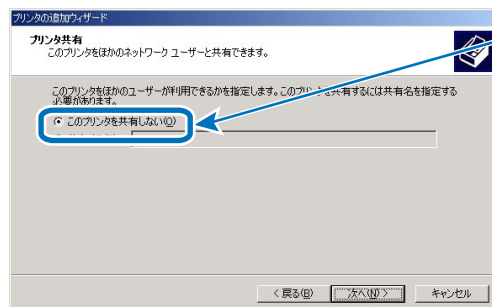 プリンタの追加ウィザード
プリンタ共有
このプリンタをほかのネットワーク ユーザーと共有できます。
このプリンタをほかのユーザーが利用できるかを指定します。このプリンタを共有するには共有名を指定する
必要があります。
このプリンタを共有しない(O)
< 戻る(B)
次へ(N) >
キャンセル